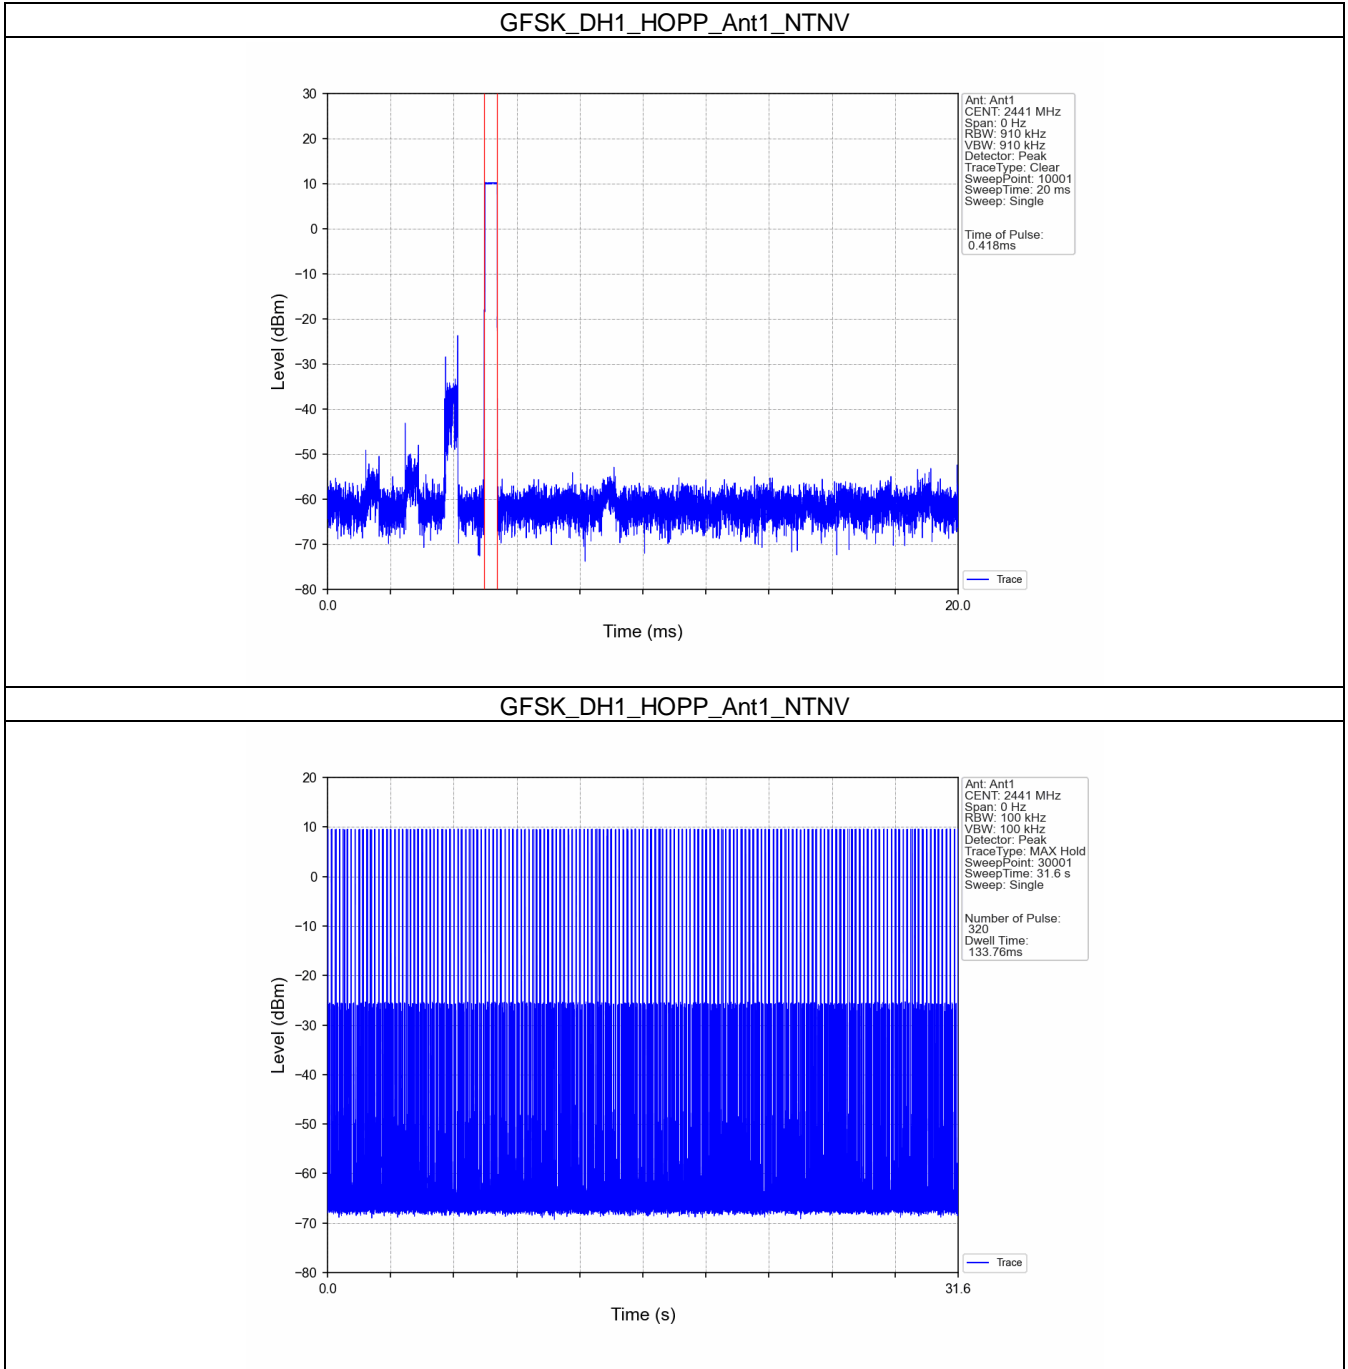 GFSK_DH1_HOPP_Ant1_NTNV
30
20
10
0
−10
−20
−30
−40
−50
−60
−70
−80
Level (dBm)
0.0
20.0
Time (ms)
Ant: Ant1
CENT: 2441 MHz
Span: 0 Hz
RBW: 910 kHz
VBW: 910 kHz
Detector: Peak
TraceType: Clear
SweepPoint: 10001
SweepTime: 20 ms
Sweep: Single
Time of Pulse:
0.418ms
Trace
GFSK_DH1_HOPP_Ant1_NTNV
20
10
0
−10
−20
−30
−40
−50
−60
−70
−80
Level (dBm)
0.0
31.6
Time (s)
Ant: Ant1
CENT: 2441 MHz
Span: 0 Hz
RBW: 100 kHz
VBW: 100 kHz
Detector: Peak
TraceType: MAX Hold
SweepPoint: 30001
SweepTime: 31.6 s
Sweep: Single
Number of Pulse:
320
Dwell Time:
133.76ms
Trace